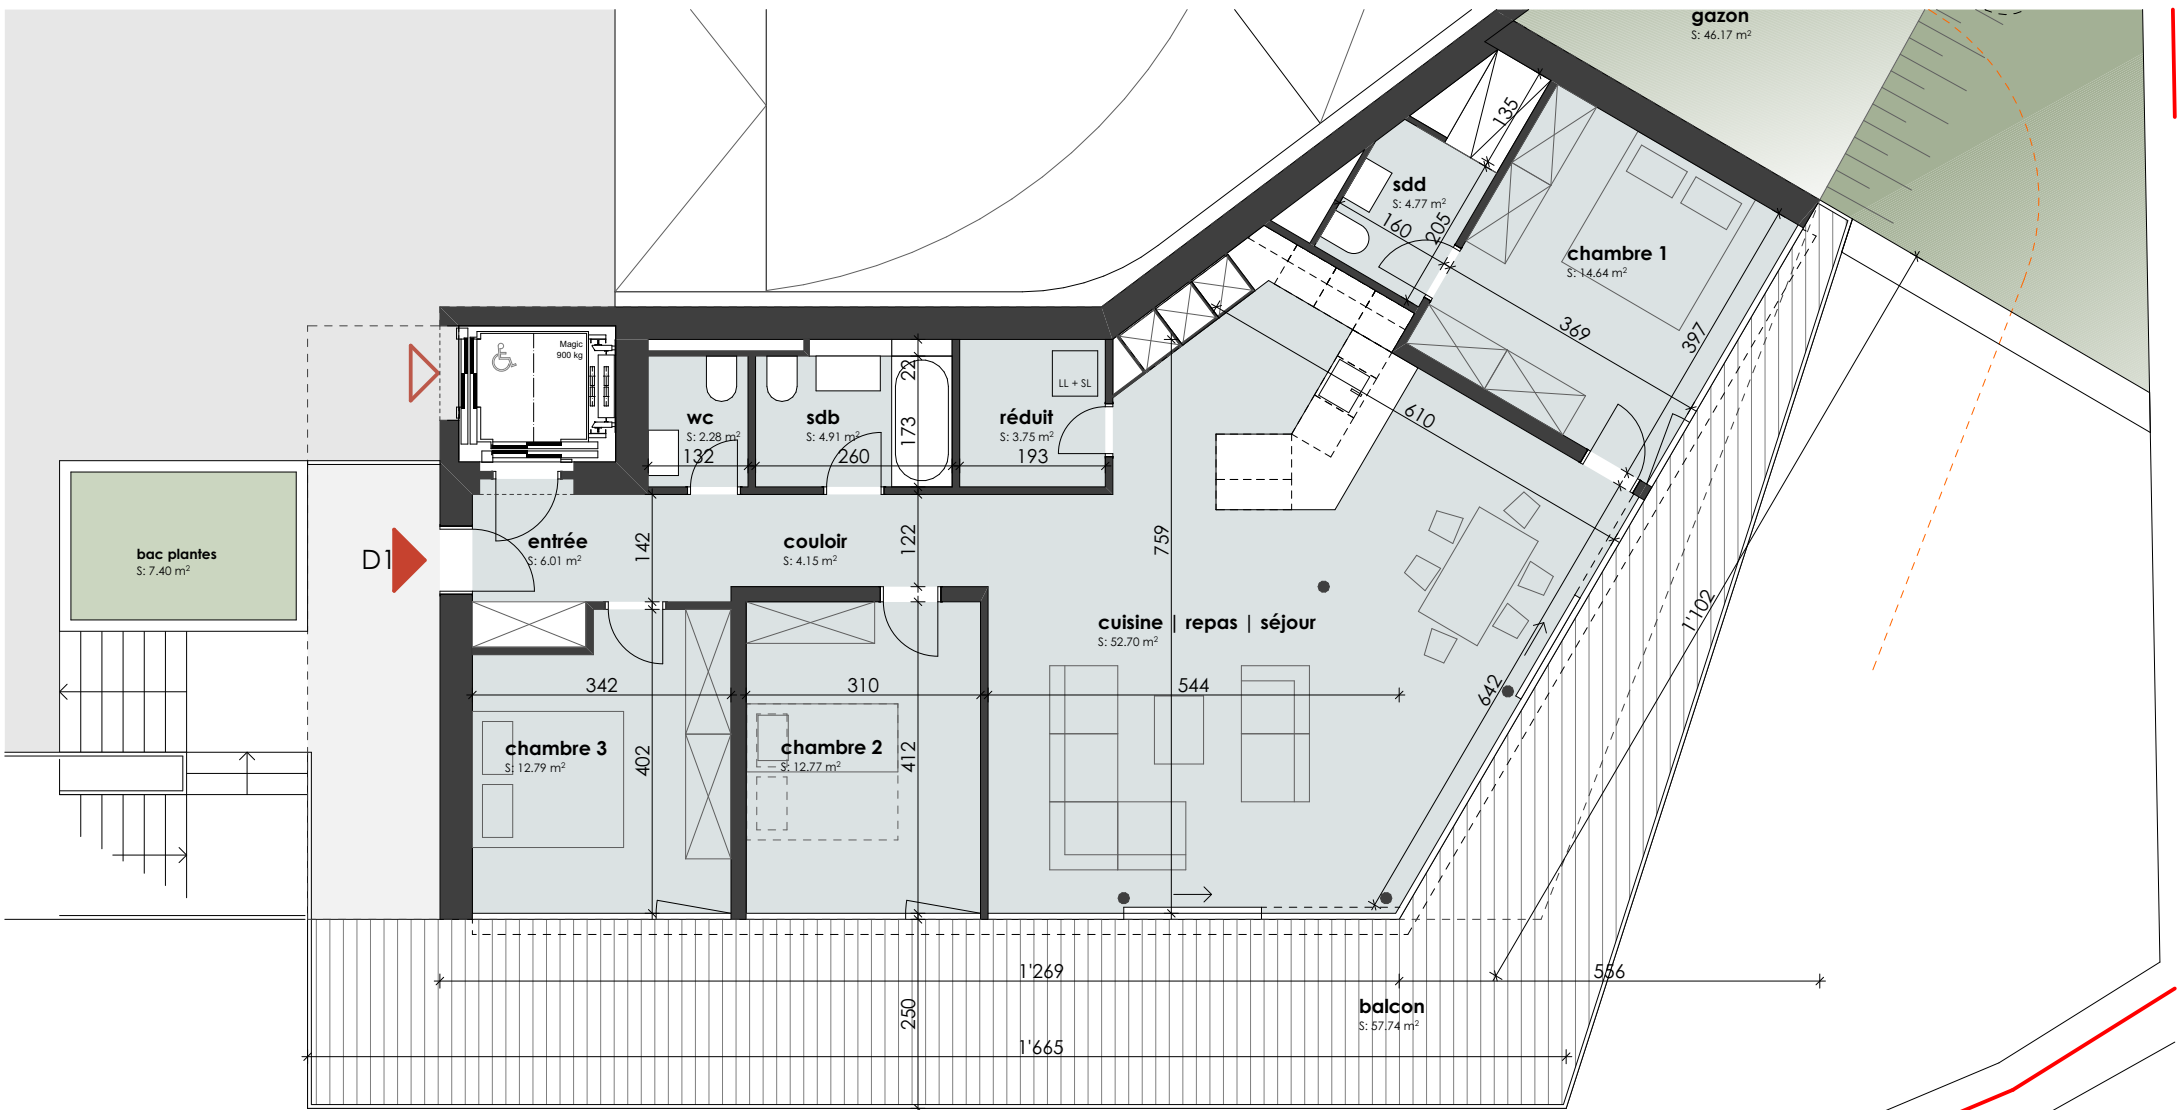 gazon
S: 46.17 m²
135
sdd
S: 4.77 m²
160
205
chambre 1
S: 14.64 m²
369
397
Magic
900 kg
22
LL + SL
610
wc
S: 2.28 m²
132
sdb
S: 4.91 m²
260
173
réduit
S: 3.75 m²
193
bac plantes
S: 7.40 m²
D1
entrée
S: 6.01 m²
142
couloir
S: 4.15 m²
122
759
cuisine | repas | séjour
S: 52.70 m²
1'102
642
342
310
544
chambre 3
S: 12.79 m²
402
chambre 2
S: 12.77 m²
412
1'269
556
250
balcon
S: 57.74 m²
1'665